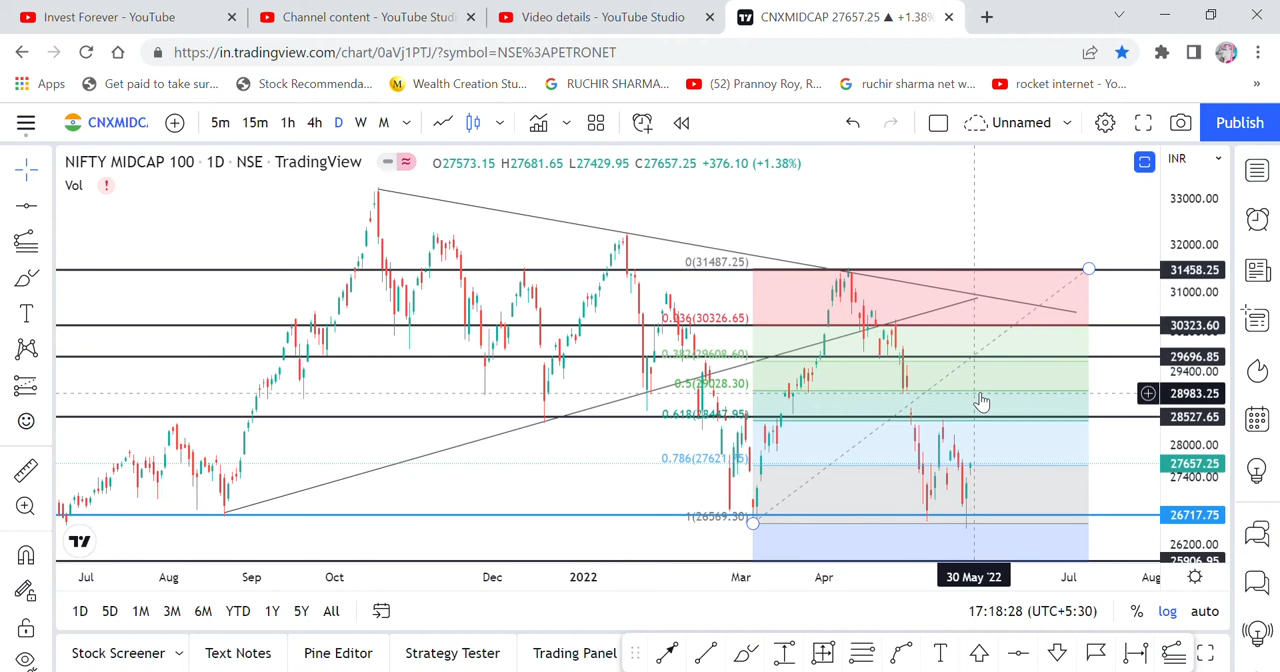 Invest Forever - YouTube
Channel content - YouTube Studi
Video details - YouTube Studio
CNXMIDCAP 27657.25 ▲ +1.38%
https://in.tradingview.com/chart/0aVj1PTJ/?symbol=NSE%3APETRONET
Apps
Get paid to take sur...
Stock Recommenda...
Wealth Creation Stu...
RUCHIR SHARMA...
(52) Prannoy Roy, R...
ruchir sharma net w...
rocket internet - Yo...
»
CNXMIDC
5m 15m 1h 4h D W M
Unnamed
Publish
NIFTY MIDCAP 100 · 1D · NSE · TradingView
O27573.15 H27681.65 L27429.95 C27657.25 +376.10 (+1.38%)
INR
Vol
33000.00
32000.00
0(31487.25)
31458.25
31000.00
0.236(30326.65)
30323.60
0.382(29608.60)
29696.85
29400.00
0.5(29028.30)
28983.25
28527.65
28000.00
27657.25
27400.00
26717.75
1(26569.30)
26200.00
25906.95
Jul Aug Sep Oct Dec 2022 Mar Apr 30 May '22 Jul Aug
1D 5D 1M 3M 6M YTD 1Y 5Y All
17:18:28 (UTC+5:30) % log auto
Stock Screener Text Notes Pine Editor Strategy Tester Trading Panel